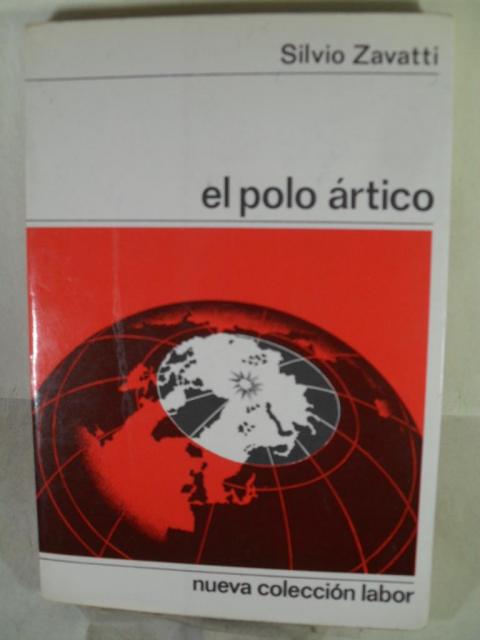 Silvio Zavatti
el polo ártico
nueva colección labor